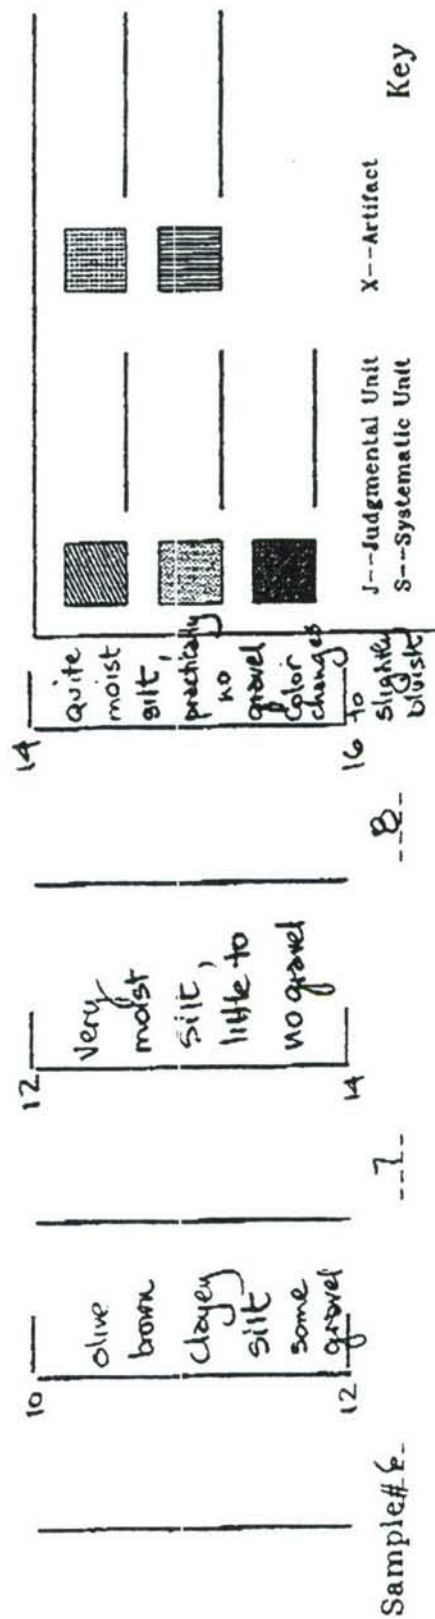 10
olive
brown
clayey
silt
some
gravel
12
Sample# 6
12
Very
moist
silt,
little to
no gravel
14
7
14
quite
moist
silt,
practically
no
gravel
Color
changes
16 to
slightly
bluish
8
J---Judgmental Unit
S---Systematic Unit
X---Artifact
Key